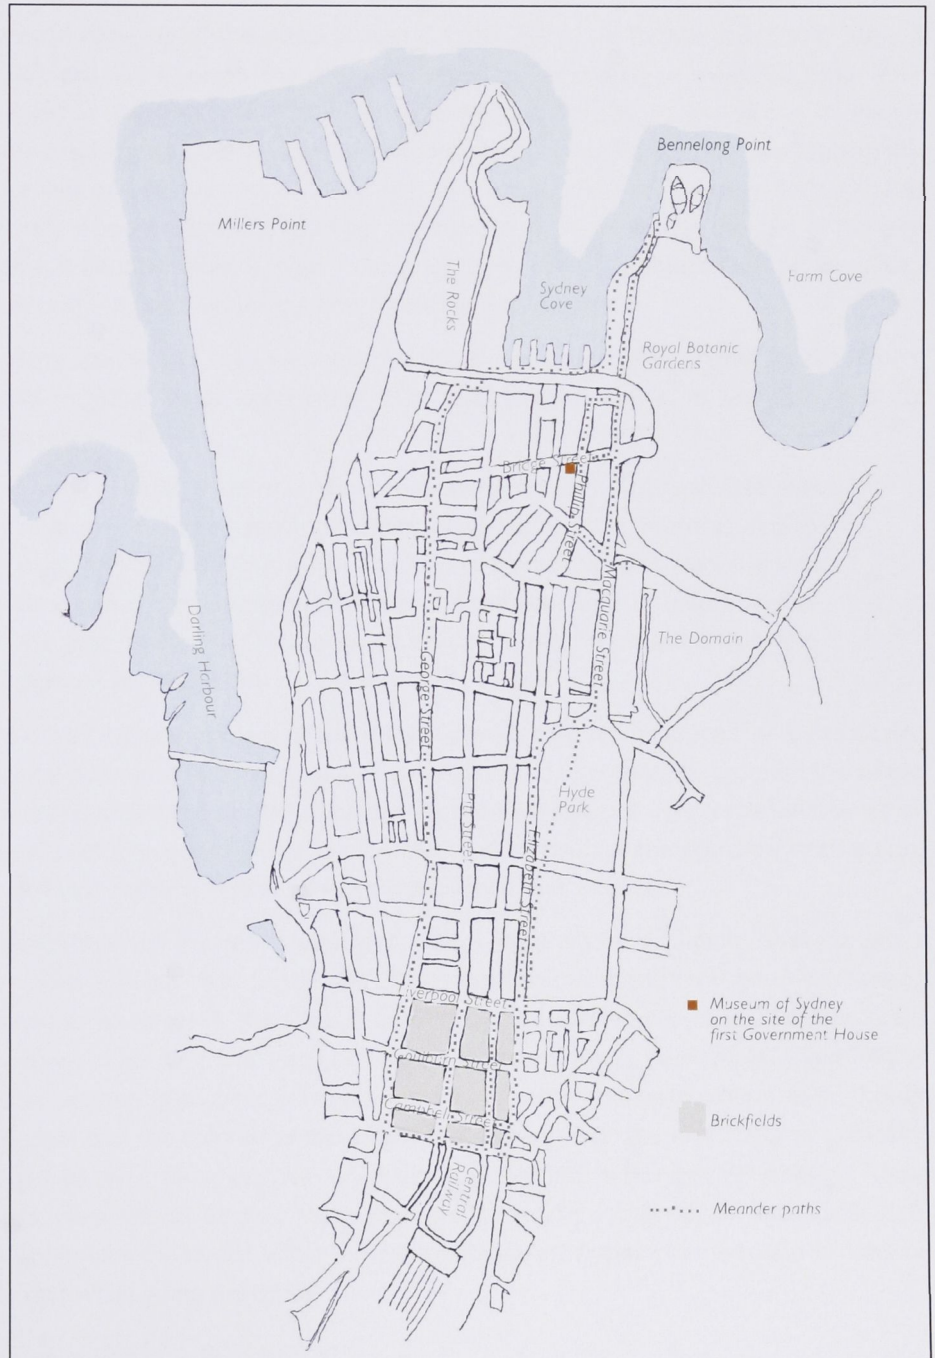 Bennelong Point
Millers Point
Farm Cove
The Rocks
Sydney
Cove
Royal Botanic
Gardens
Bridge Street
Phillip Street
Macquarie Street
The Domain
Darling Harbour
George Street
Hyde
Park
Pitt Street
Elizabeth Street
Liverpool Street
Goulburn Street
Campbell Street
Central
Railway
Museum of Sydney
on the site of the
first Government House
Brickfields
Meander paths